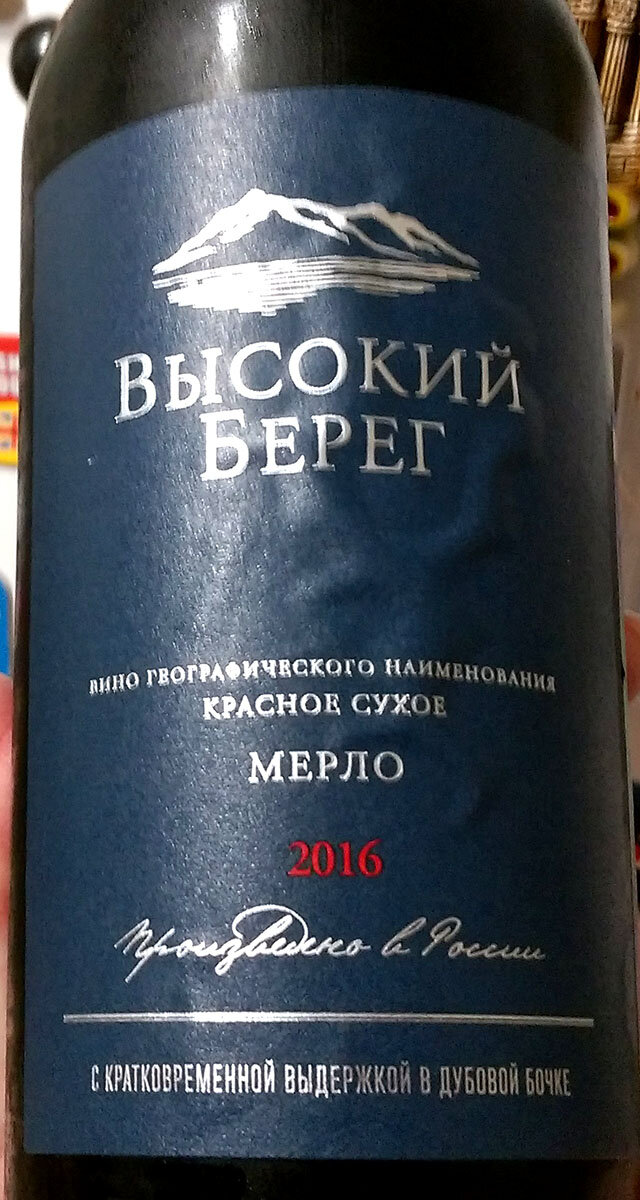 Высокий
Берег
ВИНО ГЕОГРАФИЧЕСКОГО НАИМЕНОВАНИЯ
КРАСНОЕ СУХОЕ
МЕРЛО
2016
Произведено в России
С КРАТКОВРЕМЕННОЙ ВЫДЕРЖКОЙ В ДУБОВОЙ БОЧКЕ